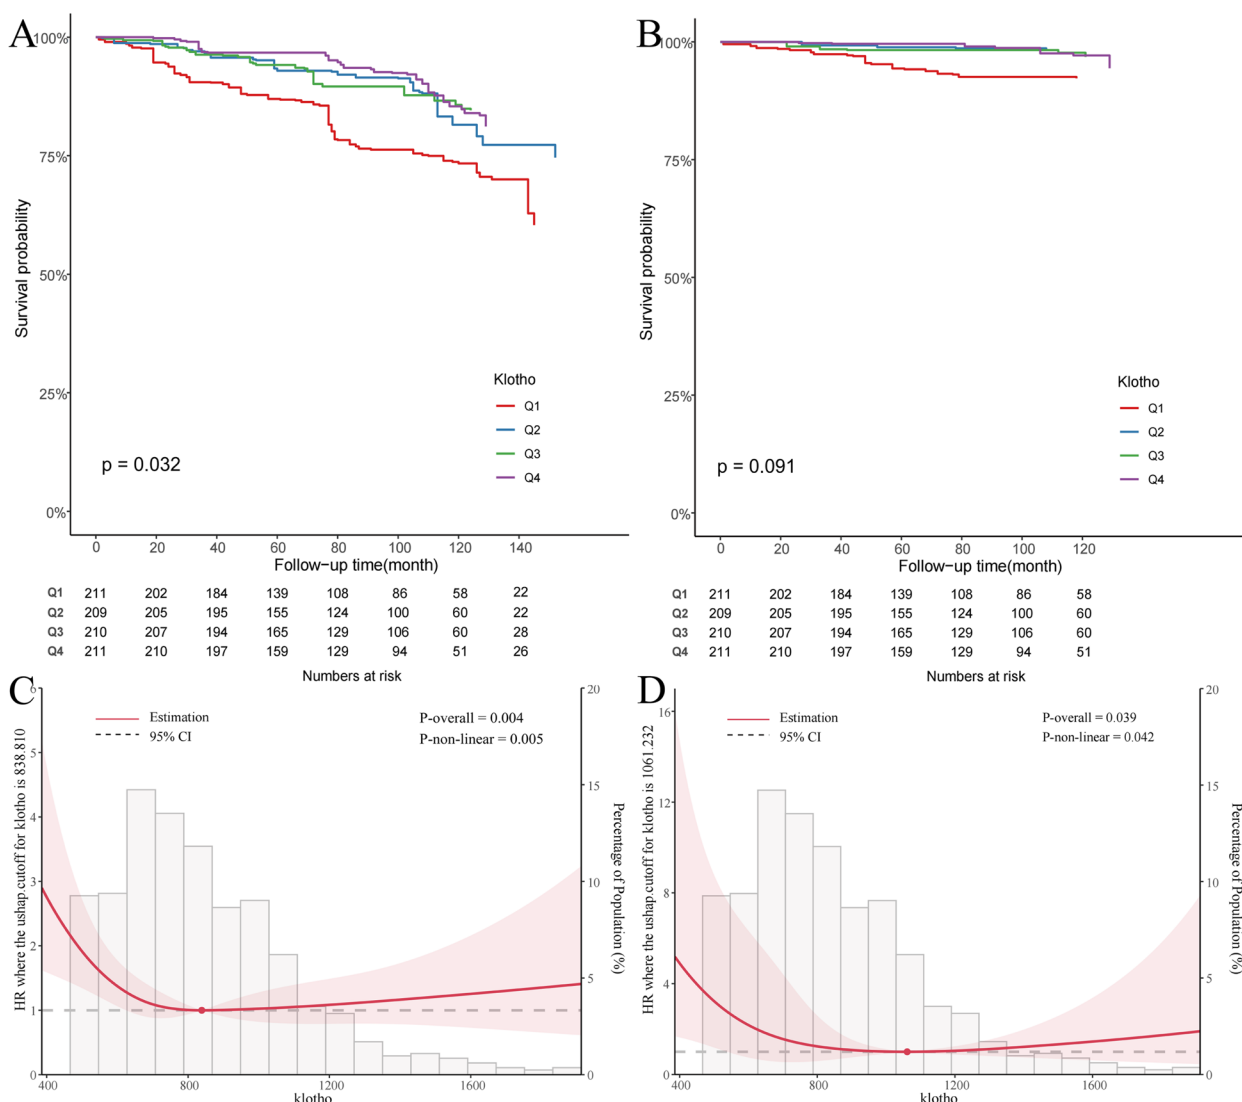 A
100%
75%
50%
25%
0%
Survival probability
Klotho
Q1
Q2
Q3
Q4
p = 0.032
0 20 40 60 80 100 120 140
Follow-up time(month)
Q1 211 202 184 139 108 86 58 22
Q2 209 205 195 155 124 100 60 22
Q3 210 207 194 165 129 106 60 28
Q4 211 210 197 159 129 94 51 26
Numbers at risk
B
100%
75%
50%
25%
0%
Survival probability
Klotho
Q1
Q2
Q3
Q4
p = 0.091
0 20 40 60 80 100 120
Follow-up time(month)
Q1 211 202 184 139 108 86 58
Q2 209 205 195 155 124 100 60
Q3 210 207 194 165 129 106 60
Q4 211 210 197 159 129 94 51
Numbers at risk
C
HR where the ushap.cutoff for klotho is 838.810
6
5
4
3
2
1
0
Estimation
95% CI
P-overall = 0.004
P-non-linear = 0.005
20
15
10
5
0
Percentage of Population (%)
400 800 1200 1600
klotho
D
HR where the ushap.cutoff for klotho is 1061.232
16
12
8
4
0
Estimation
95% CI
P-overall = 0.039
P-non-linear = 0.042
20
15
10
5
0
Percentage of Population (%)
400 800 1200 1600
klotho